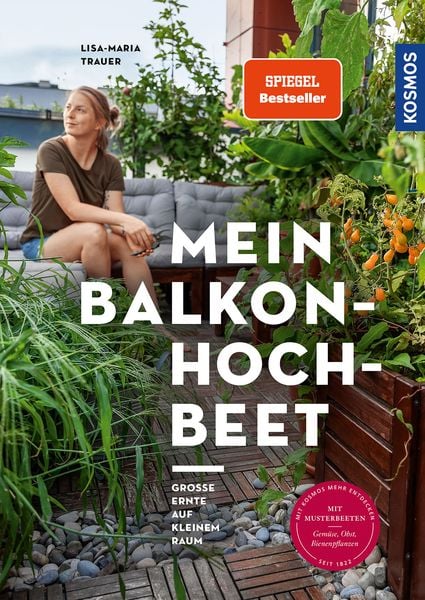 LISA-MARIA
TRAUER
SPIEGEL
Bestseller
KOSMOS
MEIN
BALKON-
HOCH-
BEET
GROSSE
ERNTE
AUF
KLEINEM
RAUM
MIT KOSMOS MEHR ENTDECKEN
MIT
MUSTERBEETEN
Gemüse, Obst,
Bienenpflanzen
SEIT 1822